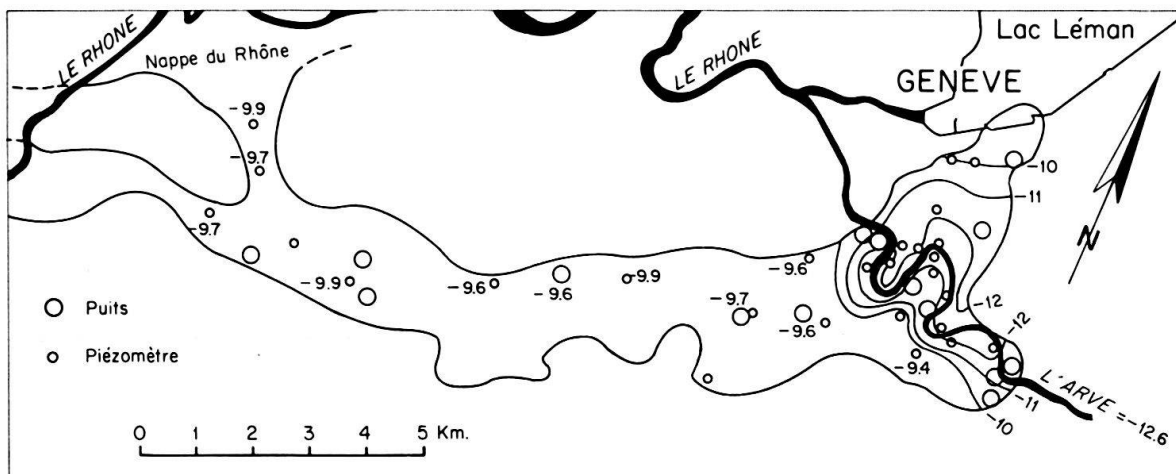 LE RHONE
Nappe du Rhône
LE RHONE
Lac Léman
GENEVE
-9.9
-9.7
-9.7
-9.9
-9.6
-9.6
-9.9
-9.6
-9.7
-9.6
-9.4
-10
-11
-12
-12
-11
-10
L'ARVE = -12.6
N
Puits
Piézomètre
0 1 2 3 4 5 Km.